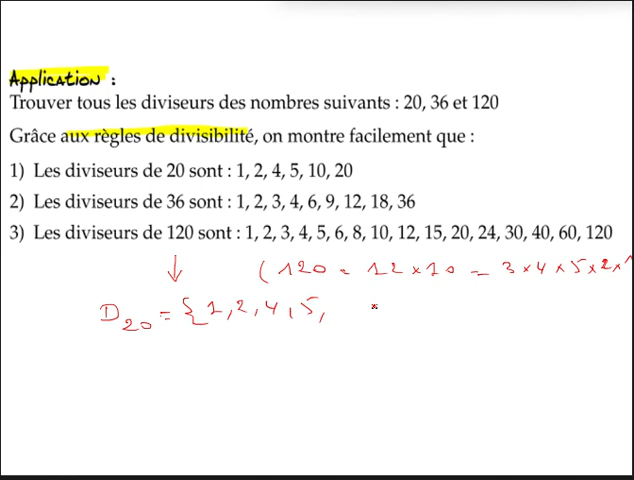 Application :
Trouver tous les diviseurs des nombres suivants : 20, 36 et 120
Grâce aux règles de divisibilité, on montre facilement que :
1) Les diviseurs de 20 sont : 1, 2, 4, 5, 10, 20
2) Les diviseurs de 36 sont : 1, 2, 3, 4, 6, 9, 12, 18, 36
3) Les diviseurs de 120 sont : 1, 2, 3, 4, 5, 6, 8, 10, 12, 15, 20, 24, 30, 40, 60, 120
( 120 = 12 × 10 = 3 × 4 × 5 × 2 ×
D20 = { 1, 2, 4, 5,